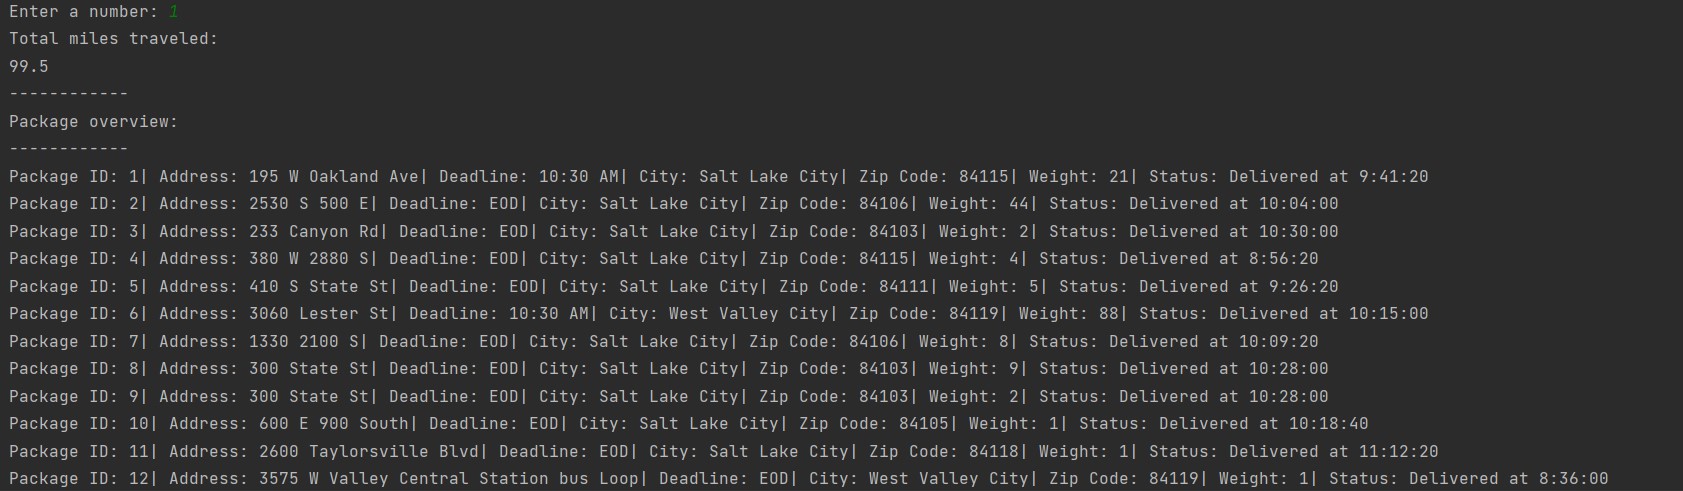 Enter a number: 1
Total miles traveled:
99.5
------------
Package overview:
------------
Package ID: 1| Address: 195 W Oakland Ave| Deadline: 10:30 AM| City: Salt Lake City| Zip Code: 84115| Weight: 21| Status: Delivered at 9:41:20
Package ID: 2| Address: 2530 S 500 E| Deadline: EOD| City: Salt Lake City| Zip Code: 84106| Weight: 44| Status: Delivered at 10:04:00
Package ID: 3| Address: 233 Canyon Rd| Deadline: EOD| City: Salt Lake City| Zip Code: 84103| Weight: 2| Status: Delivered at 10:30:00
Package ID: 4| Address: 380 W 2880 S| Deadline: EOD| City: Salt Lake City| Zip Code: 84115| Weight: 4| Status: Delivered at 8:56:20
Package ID: 5| Address: 410 S State St| Deadline: EOD| City: Salt Lake City| Zip Code: 84111| Weight: 5| Status: Delivered at 9:26:20
Package ID: 6| Address: 3060 Lester St| Deadline: 10:30 AM| City: West Valley City| Zip Code: 84119| Weight: 88| Status: Delivered at 10:15:00
Package ID: 7| Address: 1330 2100 S| Deadline: EOD| City: Salt Lake City| Zip Code: 84106| Weight: 8| Status: Delivered at 10:09:20
Package ID: 8| Address: 300 State St| Deadline: EOD| City: Salt Lake City| Zip Code: 84103| Weight: 9| Status: Delivered at 10:28:00
Package ID: 9| Address: 300 State St| Deadline: EOD| City: Salt Lake City| Zip Code: 84103| Weight: 2| Status: Delivered at 10:28:00
Package ID: 10| Address: 600 E 900 South| Deadline: EOD| City: Salt Lake City| Zip Code: 84105| Weight: 1| Status: Delivered at 10:18:40
Package ID: 11| Address: 2600 Taylorsville Blvd| Deadline: EOD| City: Salt Lake City| Zip Code: 84118| Weight: 1| Status: Delivered at 11:12:20
Package ID: 12| Address: 3575 W Valley Central Station bus Loop| Deadline: EOD| City: West Valley City| Zip Code: 84119| Weight: 1| Status: Delivered at 8:36:00